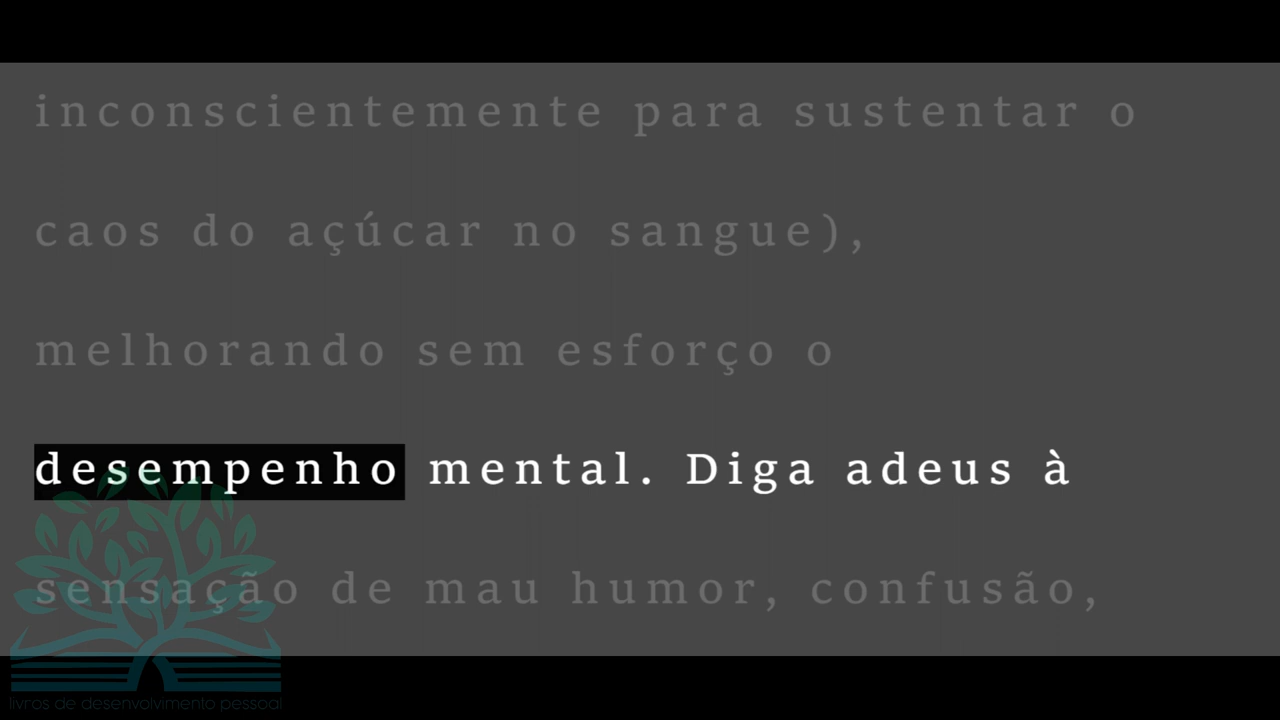 inconscientemente para sustentar o
caos do açúcar no sangue),
melhorando sem esforço o
desempenho mental. Diga adeus à
sensação de mau humor, confusão,
livros de desenvolvimento pessoal